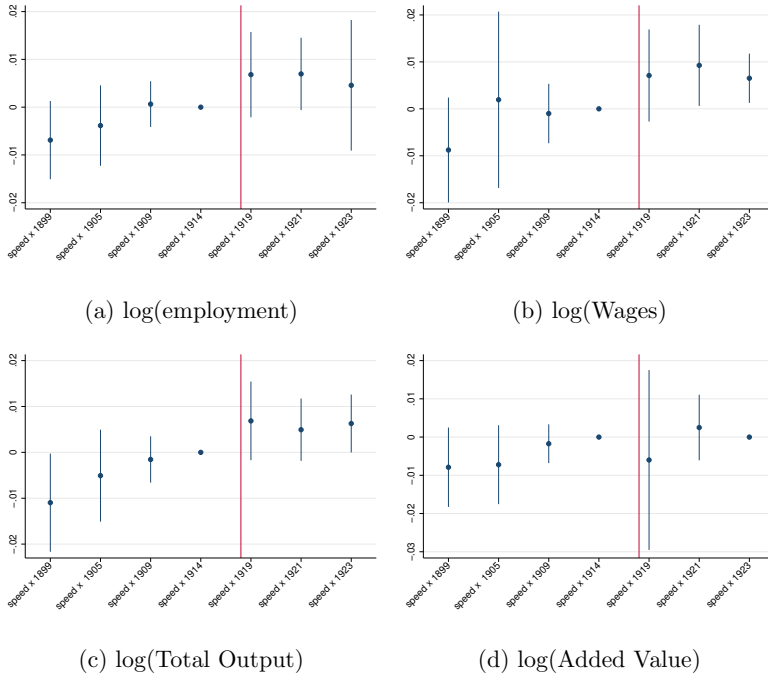 .02
.01
0
-.01
-.02
speed x 1899
speed x 1905
speed x 1909
speed x 1914
speed x 1919
speed x 1921
speed x 1923
(a) log(employment)
.02
.01
0
-.01
-.02
speed x 1899
speed x 1905
speed x 1909
speed x 1914
speed x 1919
speed x 1921
speed x 1923
(b) log(Wages)
.02
.01
0
-.01
-.02
speed x 1899
speed x 1905
speed x 1909
speed x 1914
speed x 1919
speed x 1921
speed x 1923
(c) log(Total Output)
.02
.01
0
-.01
-.02
-.03
speed x 1899
speed x 1905
speed x 1909
speed x 1914
speed x 1919
speed x 1921
speed x 1923
(d) log(Added Value)